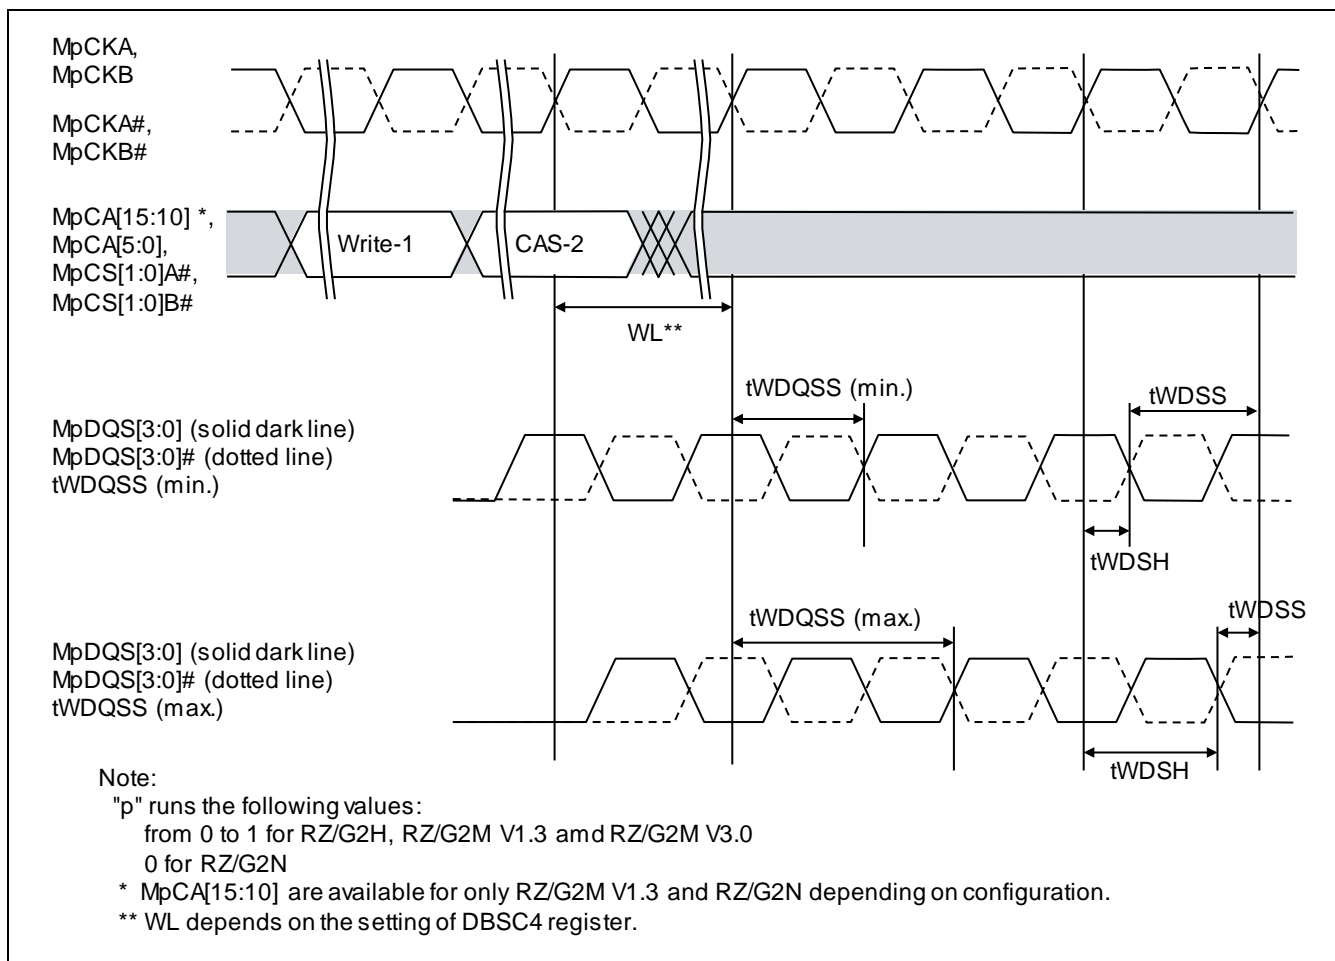 MpCKA,
MpCKB
MpCKA#,
MpCKB#
MpCA[15:10] *,
MpCA[5:0],
MpCS[1:0]A#,
MpCS[1:0]B#
Write-1
CAS-2
WL**
tWDQSS (min.)
tWDSS
MpDQS[3:0] (solid dark line)
MpDQS[3:0]# (dotted line)
tWDQSS (min.)
tWDSH
tWDQSS (max.)
tWDSS
MpDQS[3:0] (solid dark line)
MpDQS[3:0]# (dotted line)
tWDQSS (max.)
tWDSH
Note:
"p" runs the following values:
from 0 to 1 for RZ/G2H, RZ/G2M V1.3 amd RZ/G2M V3.0
0 for RZ/G2N
* MpCA[15:10] are available for only RZ/G2M V1.3 and RZ/G2N depending on configuration.
** WL depends on the setting of DBSC4 register.